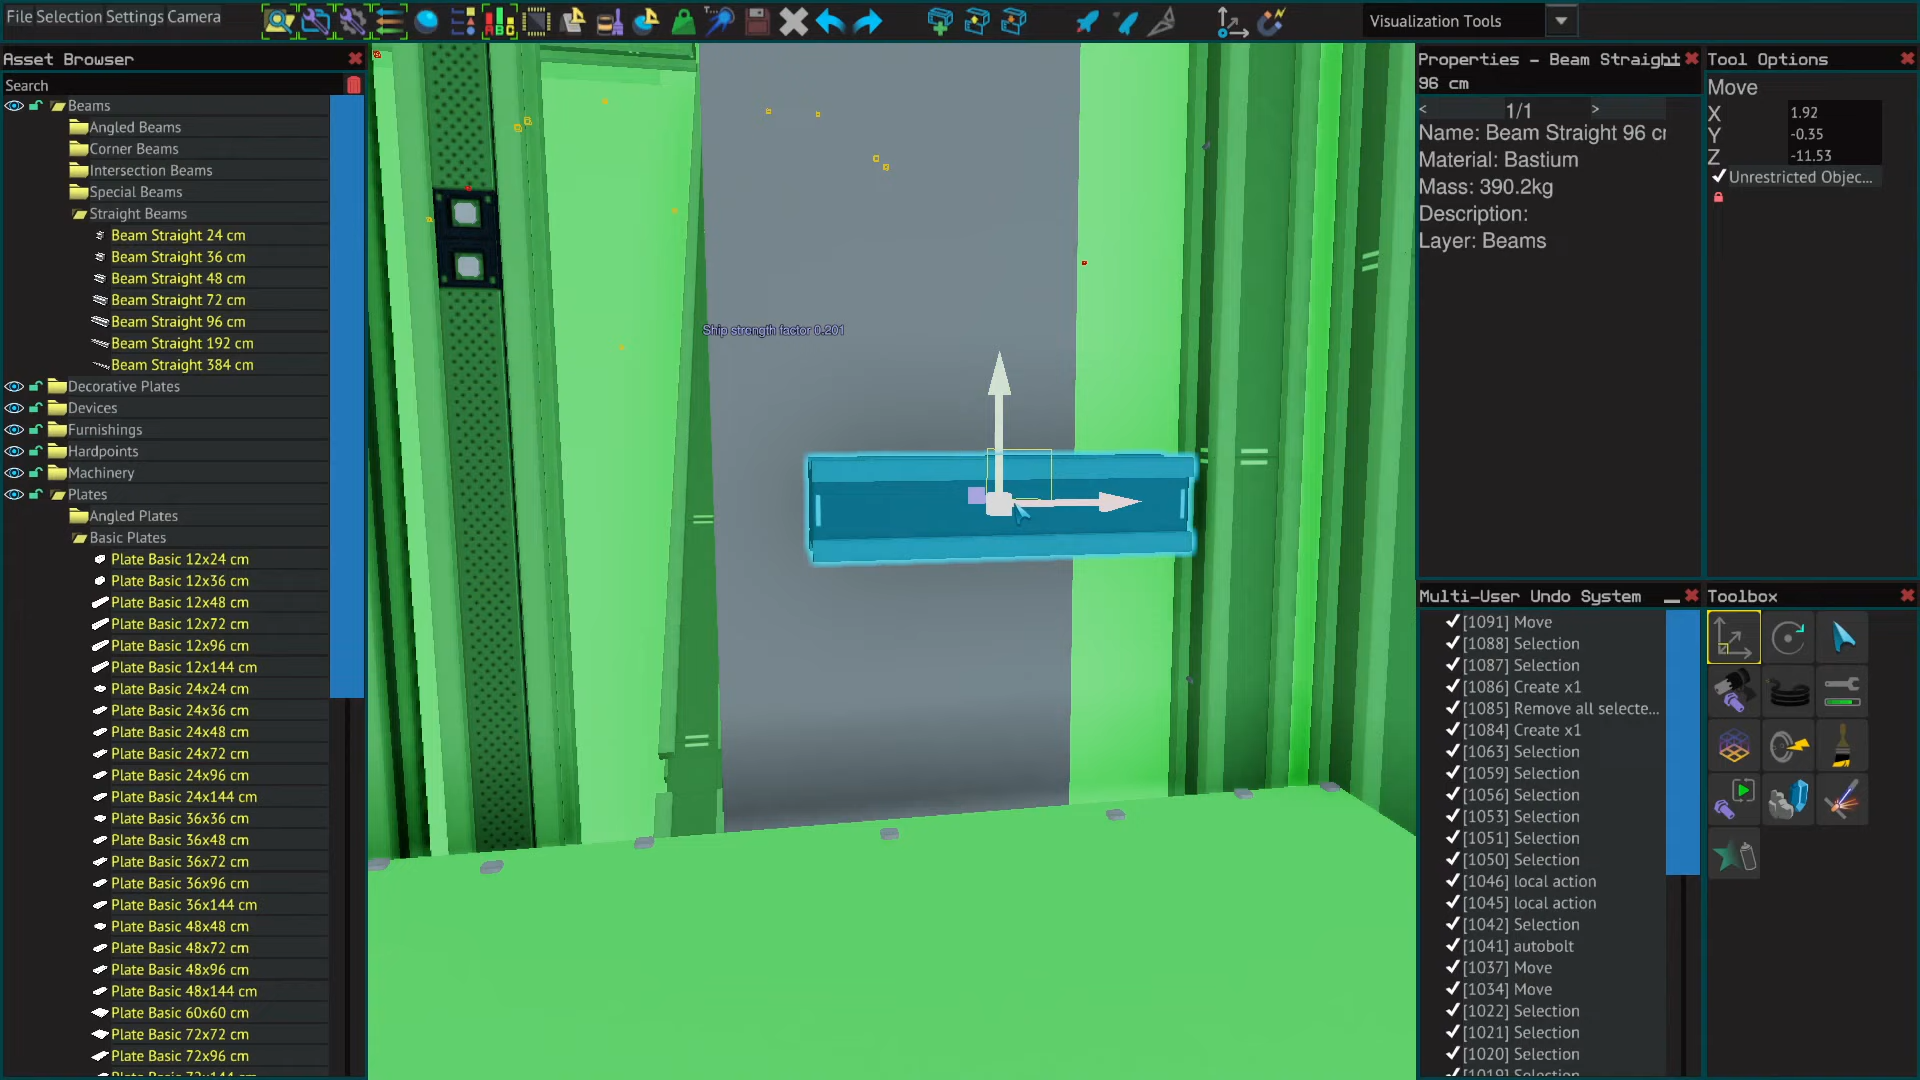 File Selection Settings Camera
ABC
Visualization Tools
Asset Browser
Search
Beams
Angled Beams
Corner Beams
Intersection Beams
Special Beams
Straight Beams
Beam Straight 24 cm
Beam Straight 36 cm
Beam Straight 48 cm
Beam Straight 72 cm
Beam Straight 96 cm
Beam Straight 192 cm
Beam Straight 384 cm
Decorative Plates
Devices
Furnishings
Hardpoints
Machinery
Plates
Angled Plates
Basic Plates
Plate Basic 12x24 cm
Plate Basic 12x36 cm
Plate Basic 12x48 cm
Plate Basic 12x72 cm
Plate Basic 12x96 cm
Plate Basic 12x144 cm
Plate Basic 24x24 cm
Plate Basic 24x36 cm
Plate Basic 24x48 cm
Plate Basic 24x72 cm
Plate Basic 24x96 cm
Plate Basic 24x144 cm
Plate Basic 36x36 cm
Plate Basic 36x48 cm
Plate Basic 36x72 cm
Plate Basic 36x96 cm
Plate Basic 36x144 cm
Plate Basic 48x48 cm
Plate Basic 48x72 cm
Plate Basic 48x96 cm
Plate Basic 48x144 cm
Plate Basic 60x60 cm
Plate Basic 72x72 cm
Plate Basic 72x96 cm
Plate Basic 72x144 cm
Ship strength factor 0.201
Properties - Beam Straight
96 cm
< 1/1 >
Name: Beam Straight 96 cr
Material: Bastium
Mass: 390.2kg
Description:
Layer: Beams
Tool Options
Move
X 1.92
Y -0.35
Z -11.53
Unrestricted Objec...
Multi-User Undo System
[1091] Move
[1088] Selection
[1087] Selection
[1086] Create x1
[1085] Remove all selecte...
[1084] Create x1
[1063] Selection
[1059] Selection
[1056] Selection
[1053] Selection
[1051] Selection
[1050] Selection
[1046] local action
[1045] local action
[1042] Selection
[1041] autobolt
[1037] Move
[1034] Move
[1022] Selection
[1021] Selection
[1020] Selection
[1019] Selection
Toolbox